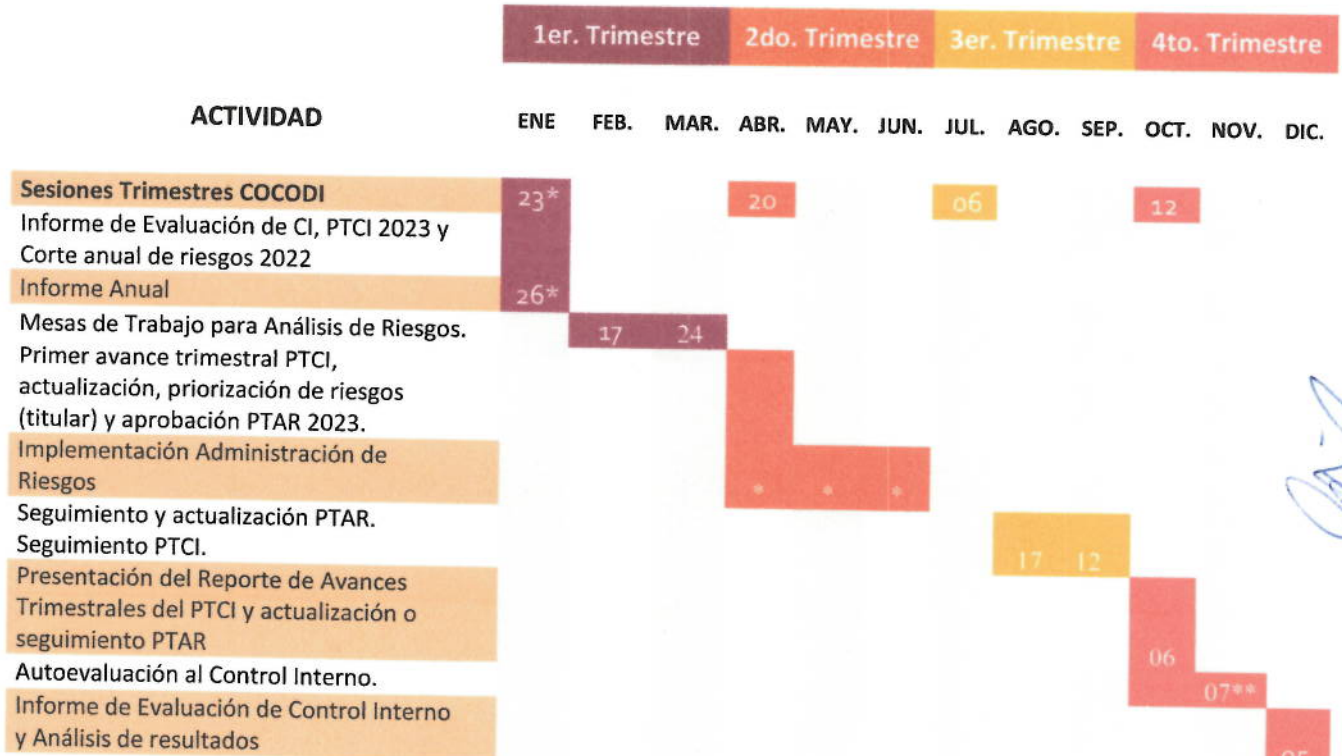 1er. Trimestre 2do. Trimestre 3er. Trimestre 4to. Trimestre
ACTIVIDAD ENE FEB. MAR. ABR. MAY. JUN. JUL. AGO. SEP. OCT. NOV. DIC.
Sesiones Trimestres COCODI 23* 20 06 12
Informe de Evaluación de CI, PTCI 2023 y
Corte anual de riesgos 2022
Informe Anual 26*
Mesas de Trabajo para Análisis de Riesgos. 17 24
Primer avance trimestral PTCI,
actualización, priorización de riesgos
(titular) y aprobación PTAR 2023.
Implementación Administración de
Riesgos * * *
Seguimiento y actualización PTAR.
Seguimiento PTCI. 17 12
Presentación del Reporte de Avances
Trimestrales del PTCI y actualización o
seguimiento PTAR 06
Autoevaluación al Control Interno. 07**
Informe de Evaluación de Control Interno
y Análisis de resultados